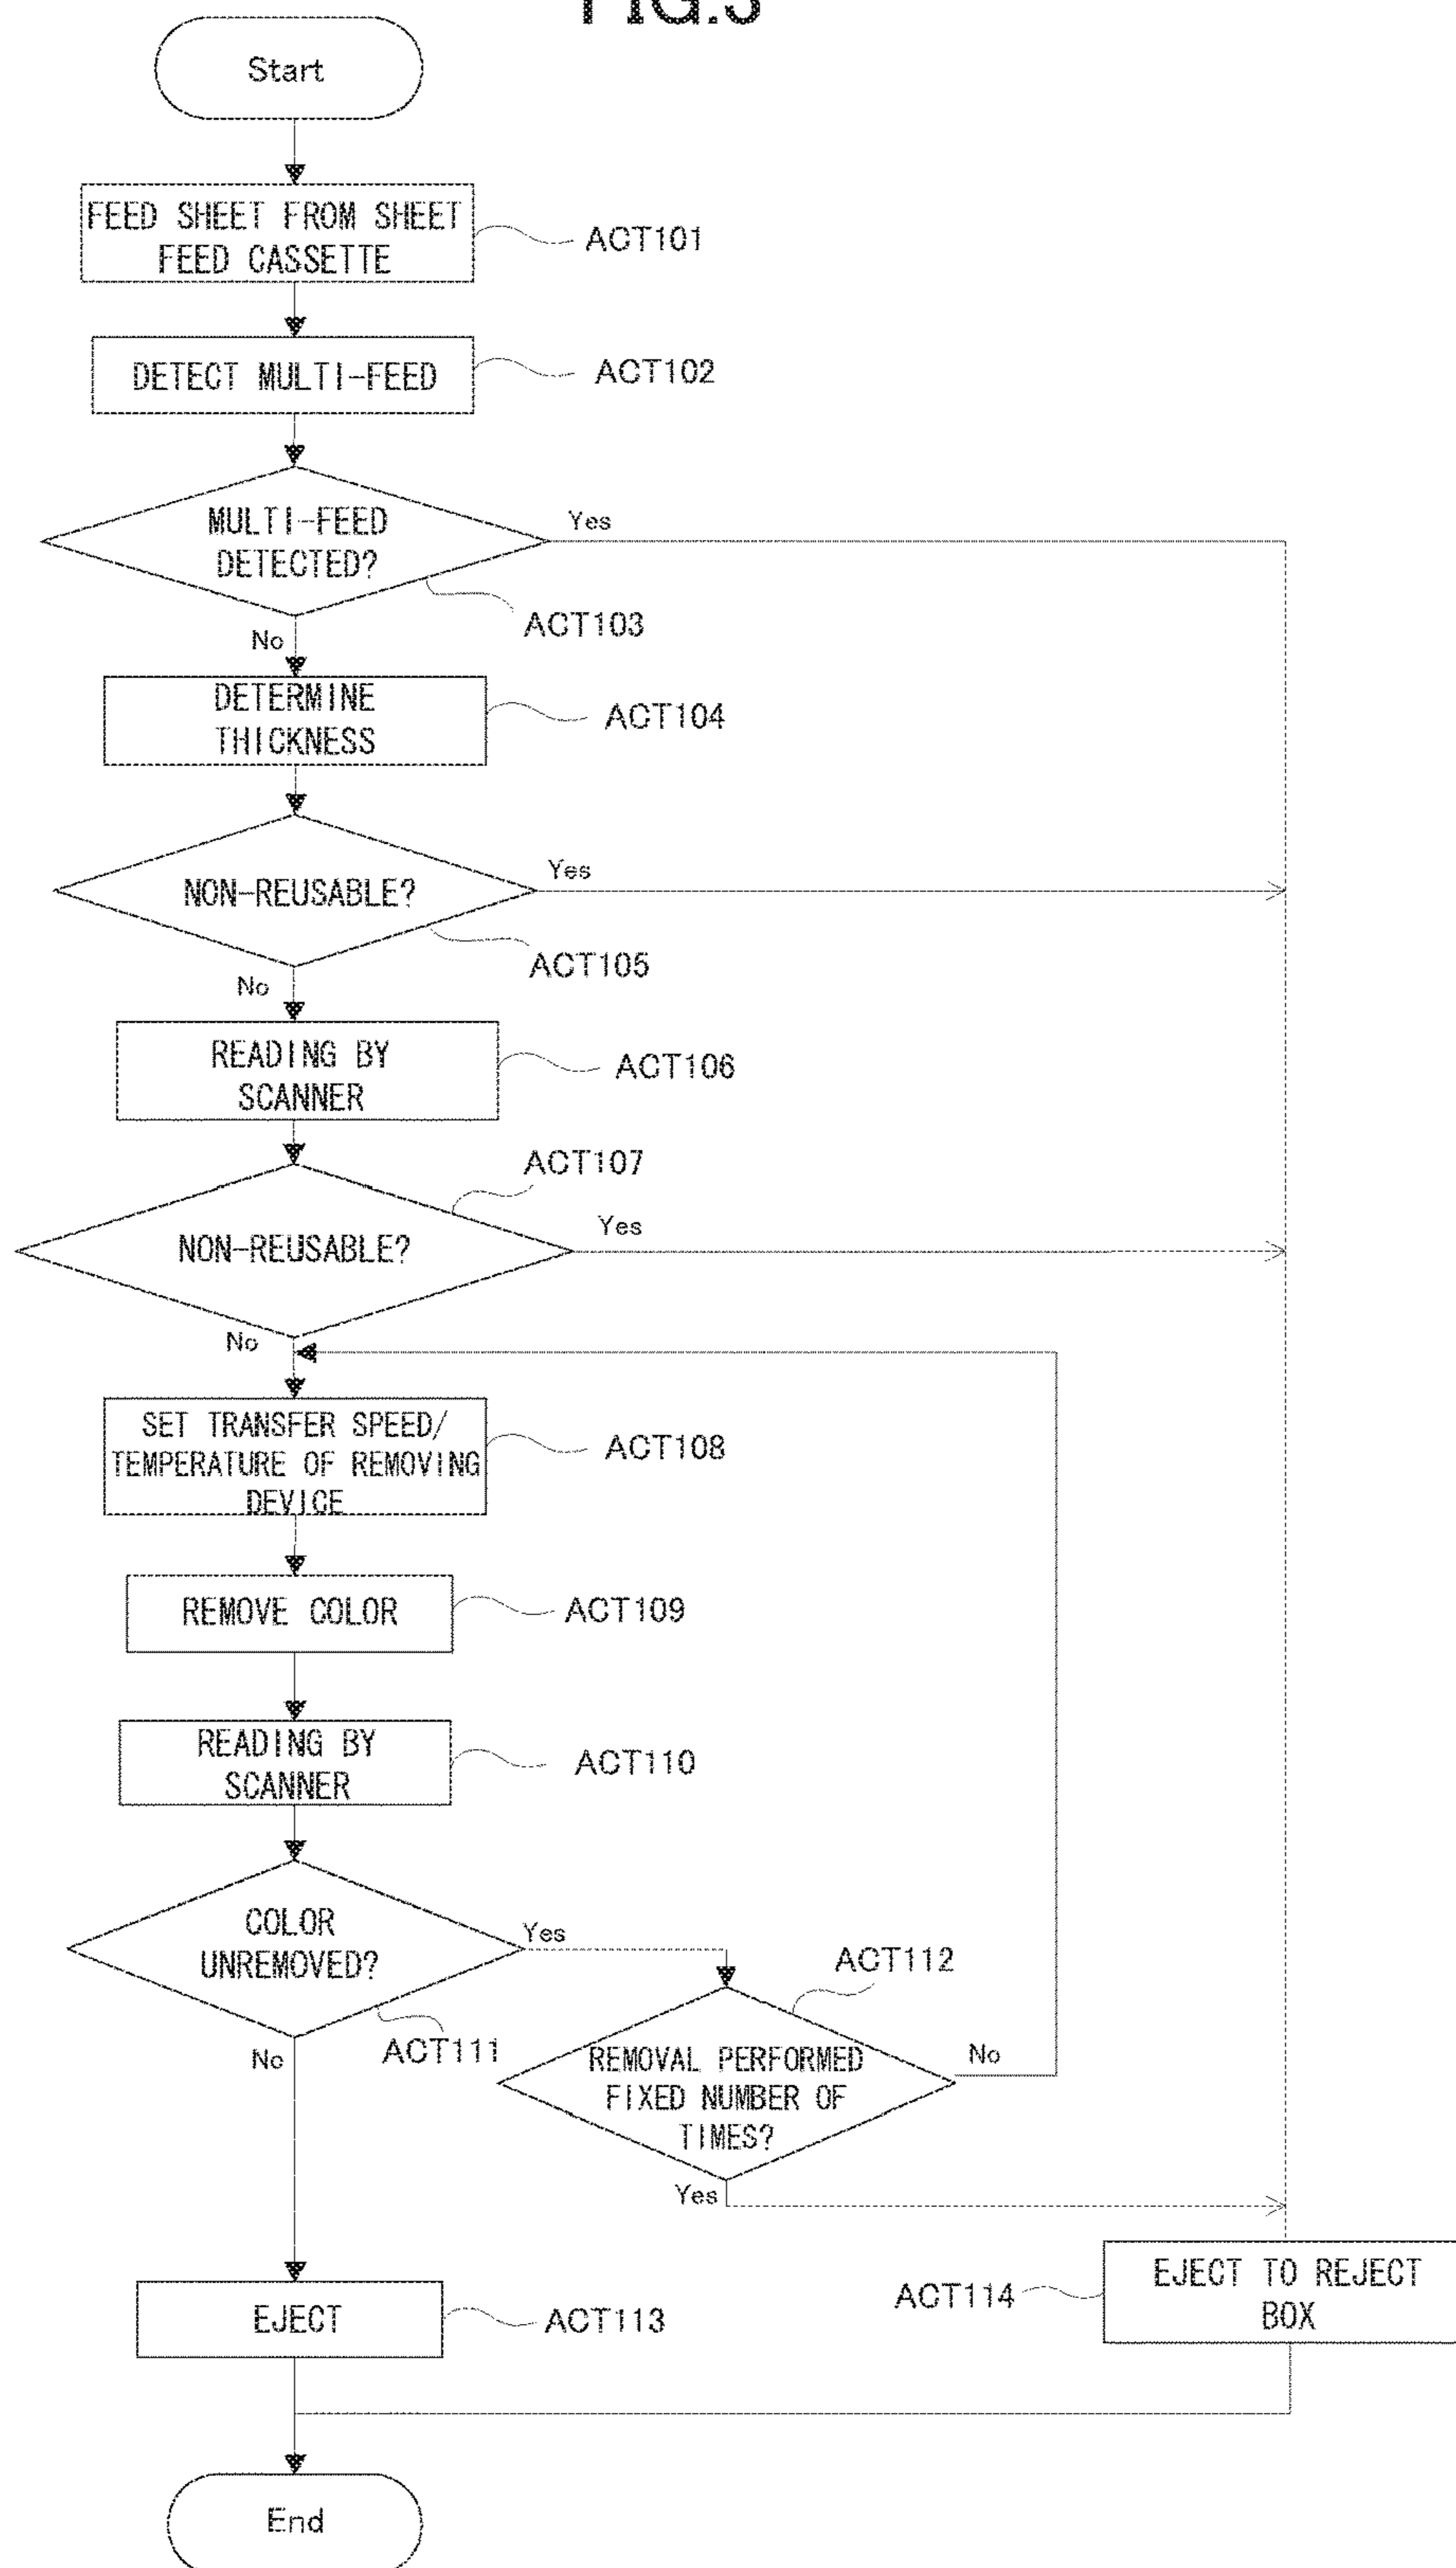 Start
FEED SHEET FROM SHEET
FEED CASSETTE
ACT101
DETECT MULTI-FEED
ACT102
MULTI-FEED
DETECTED?
Yes
ACT103
No
DETERMINE
THICKNESS
ACT104
NON-REUSABLE?
Yes
ACT105
No
READING BY
SCANNER
ACT106
ACT107
NON-REUSABLE?
Yes
No
SET TRANSFER SPEED/
TEMPERATURE OF REMOVING
DEVICE
ACT108
REMOVE COLOR
ACT109
READING BY
SCANNER
ACT110
COLOR
UNREMOVED?
Yes
ACT111
No
ACT112
REMOVAL PERFORMED
FIXED NUMBER OF
TIMES?
No
Yes
EJECT
ACT113
ACT114
EJECT TO REJECT
BOX
End